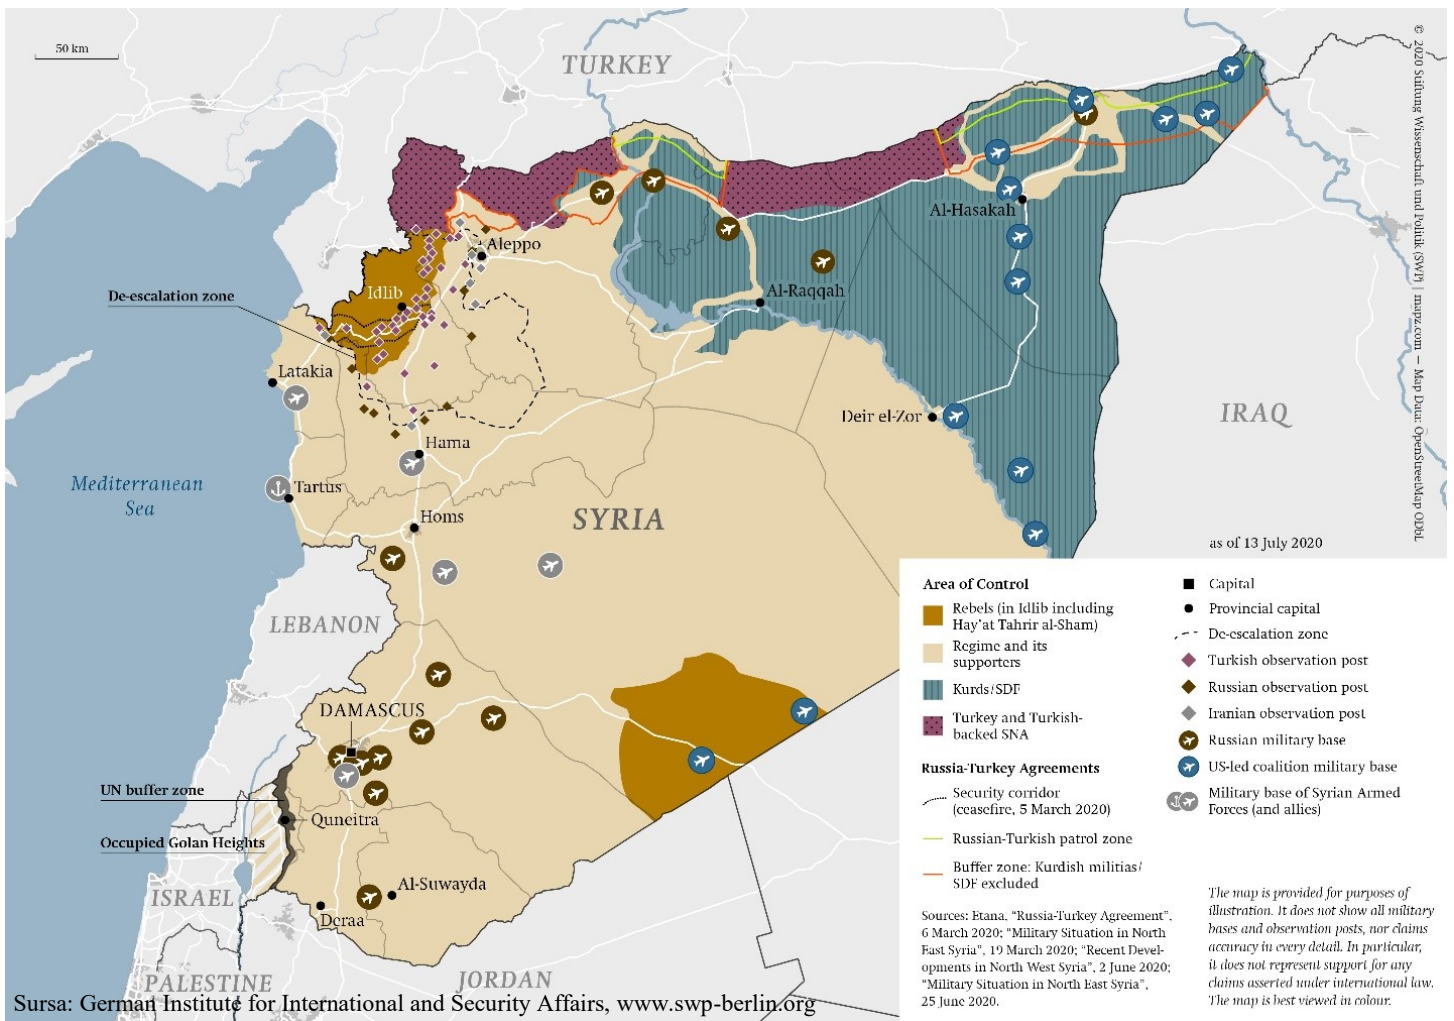 50 km
TURKEY
Aleppo
De-escalation zone
Idlib
Al-Hasakah
Al-Raqqah
Latakia
Deir el-Zor
IRAQ
Hama
Mediterranean
Sea
Tartus
Homs
SYRIA
LEBANON
DAMASCUS
UN buffer zone
Quneitra
Occupied Golan Heights
ISRAEL
Al-Suwayda
Deraa
PALESTINE
JORDAN
Sursa: German Institute for International and Security Affairs, www.swp-berlin.org
© 2020 Stiftung Wissenschaft und Politik (SWP) | mapz.com – Map Data: OpenStreetMap ODbL
as of 13 July 2020
Area of Control
Rebels (in Idlib including
Hay'at Tahrir al-Sham)
Regime and its
supporters
Kurds/SDF
Turkey and Turkish-
backed SNA
Russia-Turkey Agreements
Security corridor
(ceasefire, 5 March 2020)
Russian-Turkish patrol zone
Buffer zone: Kurdish militias/
SDF excluded
Sources: Etana, “Russia-Turkey Agreement”,
6 March 2020; “Military Situation in North
East Syria”, 19 March 2020; “Recent Devel-
opments in North West Syria”, 2 June 2020;
“Military Situation in North East Syria”,
25 June 2020.
Capital
Provincial capital
De-escalation zone
Turkish observation post
Russian observation post
Iranian observation post
Russian military base
US-led coalition military base
Military base of Syrian Armed
Forces (and allies)
The map is provided for purposes of
illustration. It does not show all military
bases and observation posts, nor claims
accuracy in every detail. In particular,
it does not represent support for any
claims asserted under international law.
The map is best viewed in colour.